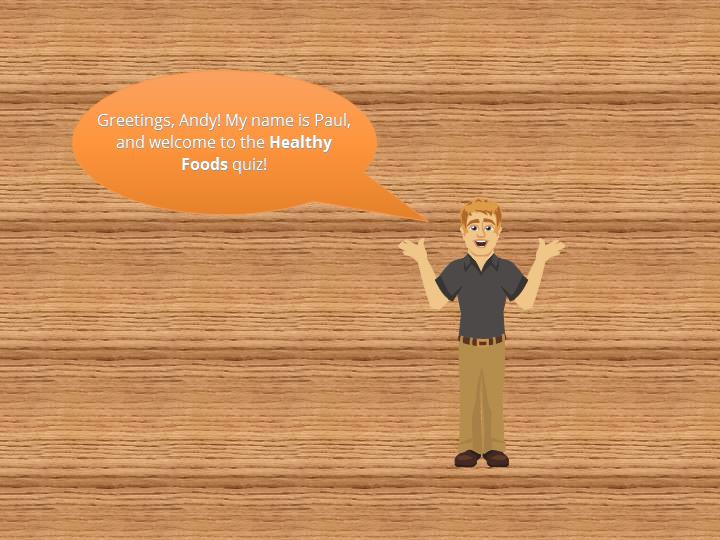 Greetings, Andy! My name is Paul,
and welcome to the Healthy
Foods quiz!